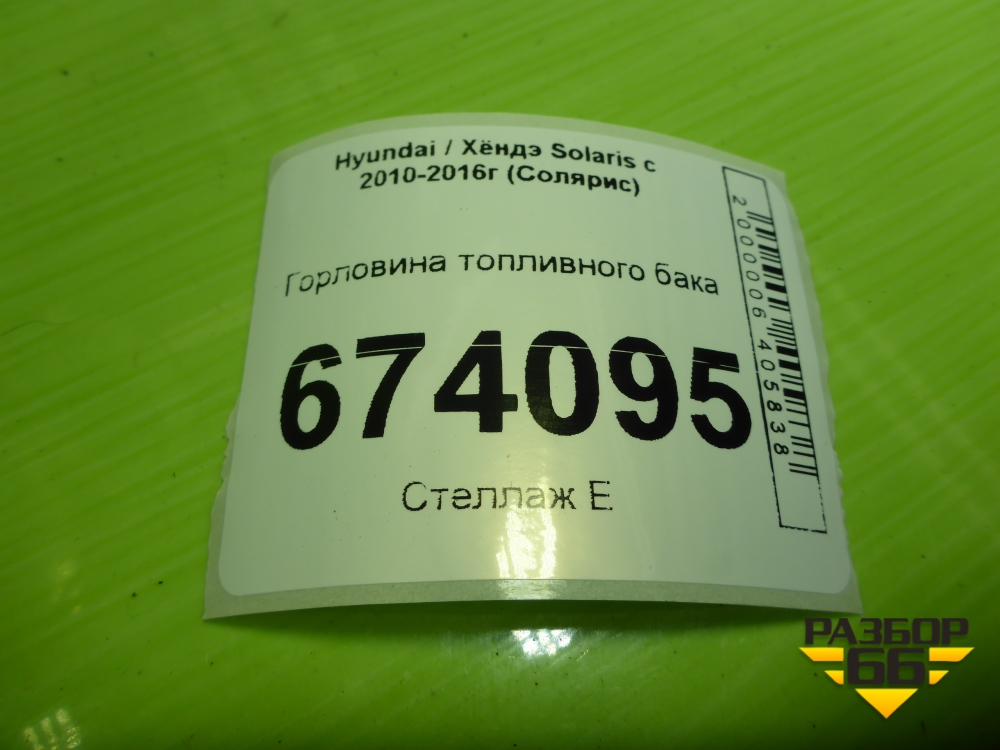 Hyundai / Хёндэ Solaris с
2010-2016г (Солярис)
Горловина топливного бака
674095
Стеллаж Е
2000006405838
РАЗБОР
66